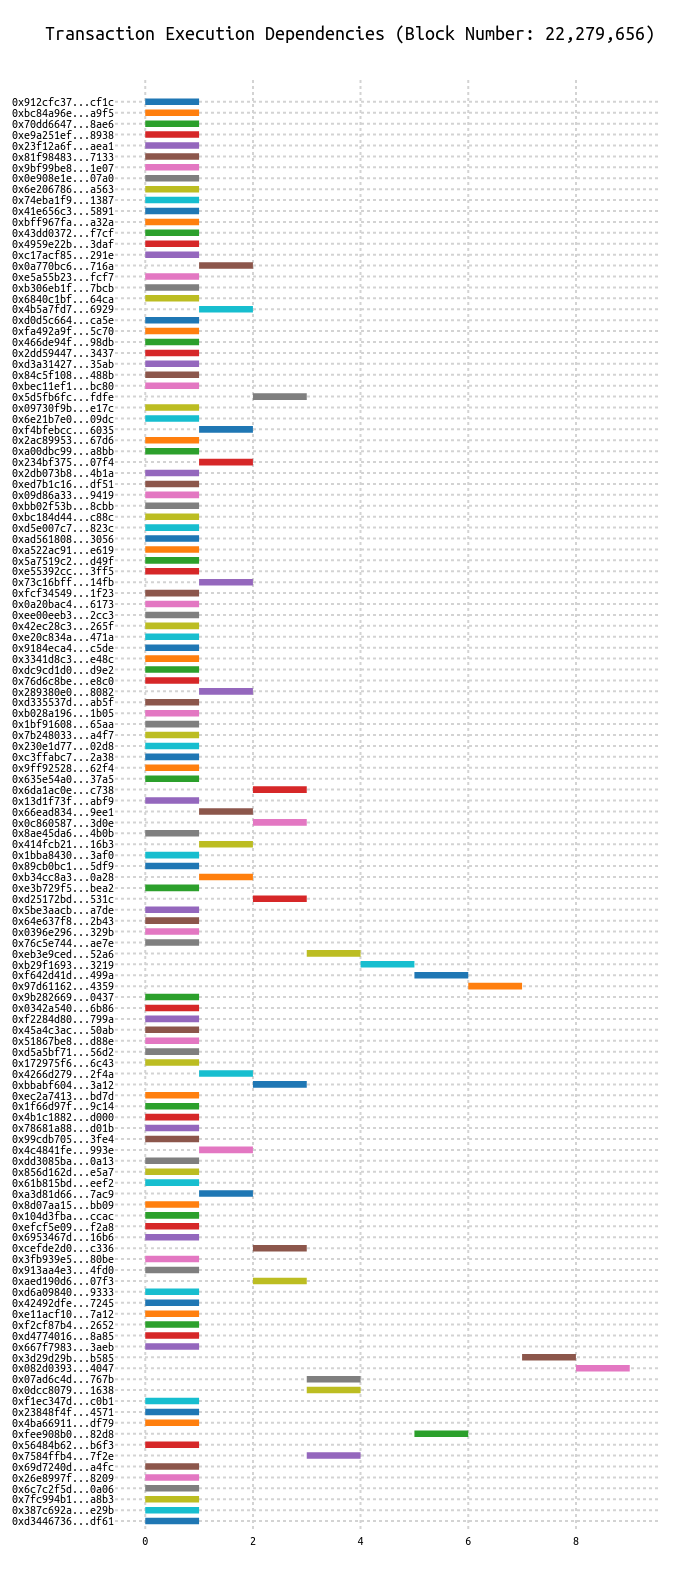 Transaction Execution Dependencies (Block Number: 22,279,656)
0x912cfc37...cf1c
0xbc84a96e...a9f5
0x70dd6647...8ae6
0xe9a251ef...8938
0x23f12a6f...aea1
0x81f98483...7133
0x9bf99be8...1e07
0x0e908e1e...07a0
0x6e206786...a563
0x74eba1f9...1387
0x41e656c3...5891
0xbff967fa...a32a
0x43dd0372...f7cf
0x4959e22b...3daf
0xc17acf85...291e
0x0a770bc6...716a
0xe5a55b23...fcf7
0xb306eb1f...7bcb
0x6840c1bf...64ca
0x4b5a7fd7...6929
0xd0d5c664...ca5e
0xfa492a9f...5c70
0x466de94f...98db
0x2dd59447...3437
0xd3a31427...35ab
0x84c5f108...488b
0xbec11ef1...bc80
0x5d5fb6fc...fdfe
0x09730f9b...e17c
0x6e21b7e0...09dc
0xf4bfebcc...6035
0x2ac89953...67d6
0xa00dbc99...a8bb
0x234bf375...07f4
0x2db073b8...4b1a
0xed7b1c16...df51
0x09d86a33...9419
0xbb02f53b...8cbb
0xbc184d44...c88c
0xd5e007c7...823c
0xad561808...3056
0xa522ac91...e619
0x5a7519c2...d49f
0xe55392cc...3ff5
0x73c16bff...14fb
0xfcf34549...1f23
0x0a20bac4...6173
0xee00eeb3...2cc3
0x42ec28c3...265f
0xe20c834a...471a
0x9184eca4...c5de
0x3341d8c3...e48c
0xdc9cd1d0...d9e2
0x76d6c8be...e8c0
0x289380e0...8082
0xd335537d...ab5f
0xb028a196...1b05
0x1bf91608...65aa
0x7b248033...a4f7
0x230e1d77...02d8
0xc3ffabc7...2a38
0x9ff92528...62f4
0x635e54a0...37a5
0x6da1ac0e...c738
0x13d1f73f...abf9
0x66ead834...9ee1
0x0c860587...3d0e
0x8ae45da6...4b0b
0x414fcb21...16b3
0x1bba8430...3af0
0x89cb0bc1...5df9
0xb34cc8a3...0a28
0xe3b729f5...bea2
0xd25172bd...531c
0x5be3aacb...a7de
0x64e637f8...2b43
0x0396e296...329b
0x76c5e744...ae7e
0xeb3e9ced...52a6
0xb29f1693...3219
0xf642d41d...499a
0x97d61162...4359
0x9b282669...0437
0x0342a540...6b86
0xf2284d80...799a
0x45a4c3ac...50ab
0x51867be8...d88e
0xd5a5bf71...56d2
0x172975f6...6c43
0x4266d279...2f4a
0xbbabf604...3a12
0xec2a7413...bd7d
0x1f66d97f...9c14
0x4b1c1882...d000
0x78681a88...d01b
0x99cdb705...3fe4
0x4c4841fe...993e
0xdd3085ba...0a13
0x856d162d...e5a7
0x61b815bd...eef2
0xa3d81d66...7ac9
0x8d07aa15...bb09
0x104d3fba...ccac
0xefcf5e09...f2a8
0x6953467d...16b6
0xcefde2d0...c336
0x3fb939e5...80be
0x913aa4e3...4fd0
0xaed190d6...07f3
0xd6a09840...9333
0x42492dfe...7245
0xe11acf10...7a12
0xf2cf87b4...2652
0xd4774016...8a85
0x667f7983...3aeb
0x3d29d29b...b585
0x082d0393...4047
0x07ad6c4d...767b
0x0dcc8079...1638
0xf1ec347d...c0b1
0x23848f4f...4571
0x4ba66911...df79
0xfee908b0...82d8
0x56484b62...b6f3
0x7584ffb4...7f2e
0x69d7240d...a4fc
0x26e8997f...8209
0x6c7c2f5d...0a06
0x7fc994b1...a8b3
0x387c692a...e29b
0xd3446736...df61
0 2 4 6 8